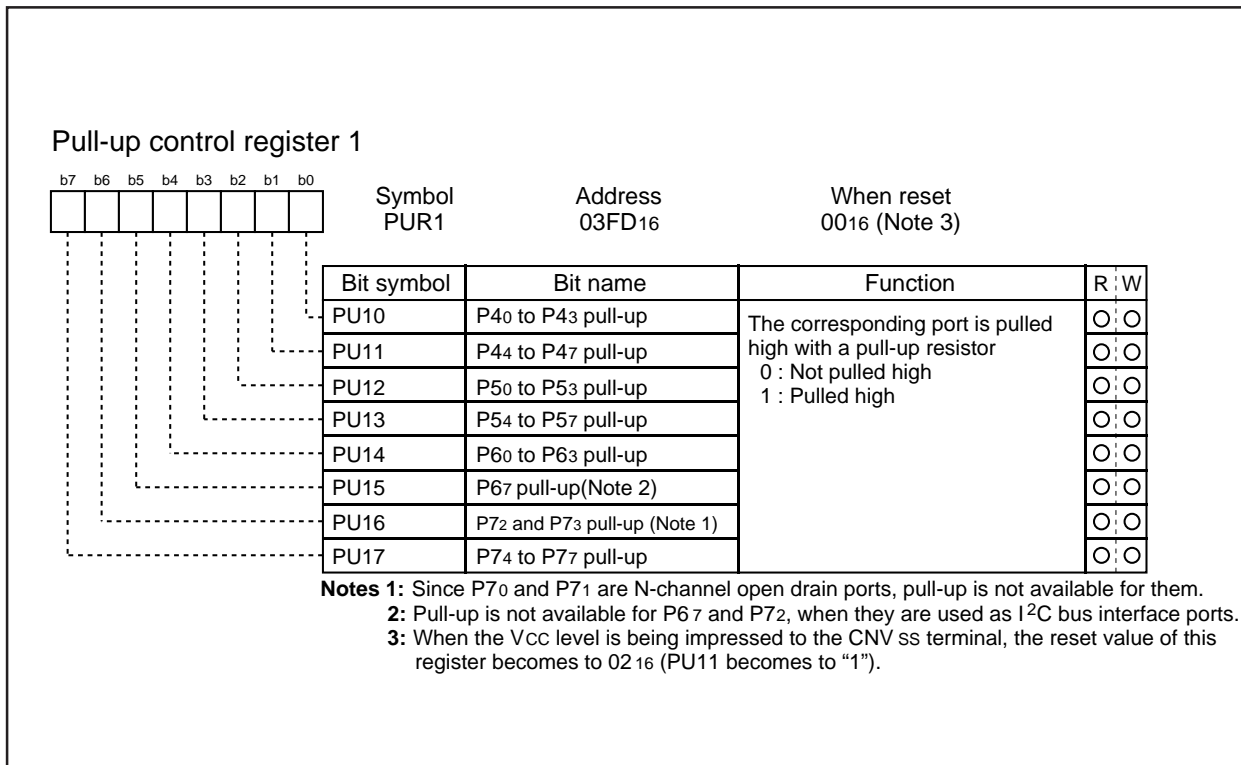 Pull-up control register 1
b7 b6 b5 b4 b3 b2 b1 b0
Symbol Address When reset
PUR1 03FD16 0016 (Note 3)
Bit symbol Bit name Function R W
PU10 P40 to P43 pull-up The corresponding port is pulled
PU11 P44 to P47 pull-up high with a pull-up resistor
PU12 P50 to P53 pull-up 0 : Not pulled high
PU13 P54 to P57 pull-up 1 : Pulled high
PU14 P60 to P63 pull-up
PU15 P67 pull-up(Note 2)
PU16 P72 and P73 pull-up (Note 1)
PU17 P74 to P77 pull-up
Notes 1: Since P70 and P71 are N-channel open drain ports, pull-up is not available for them.
2: Pull-up is not available for P67 and P72, when they are used as I2C bus interface ports.
3: When the VCC level is being impressed to the CNVSS terminal, the reset value of this
register becomes to 0216 (PU11 becomes to “1”).